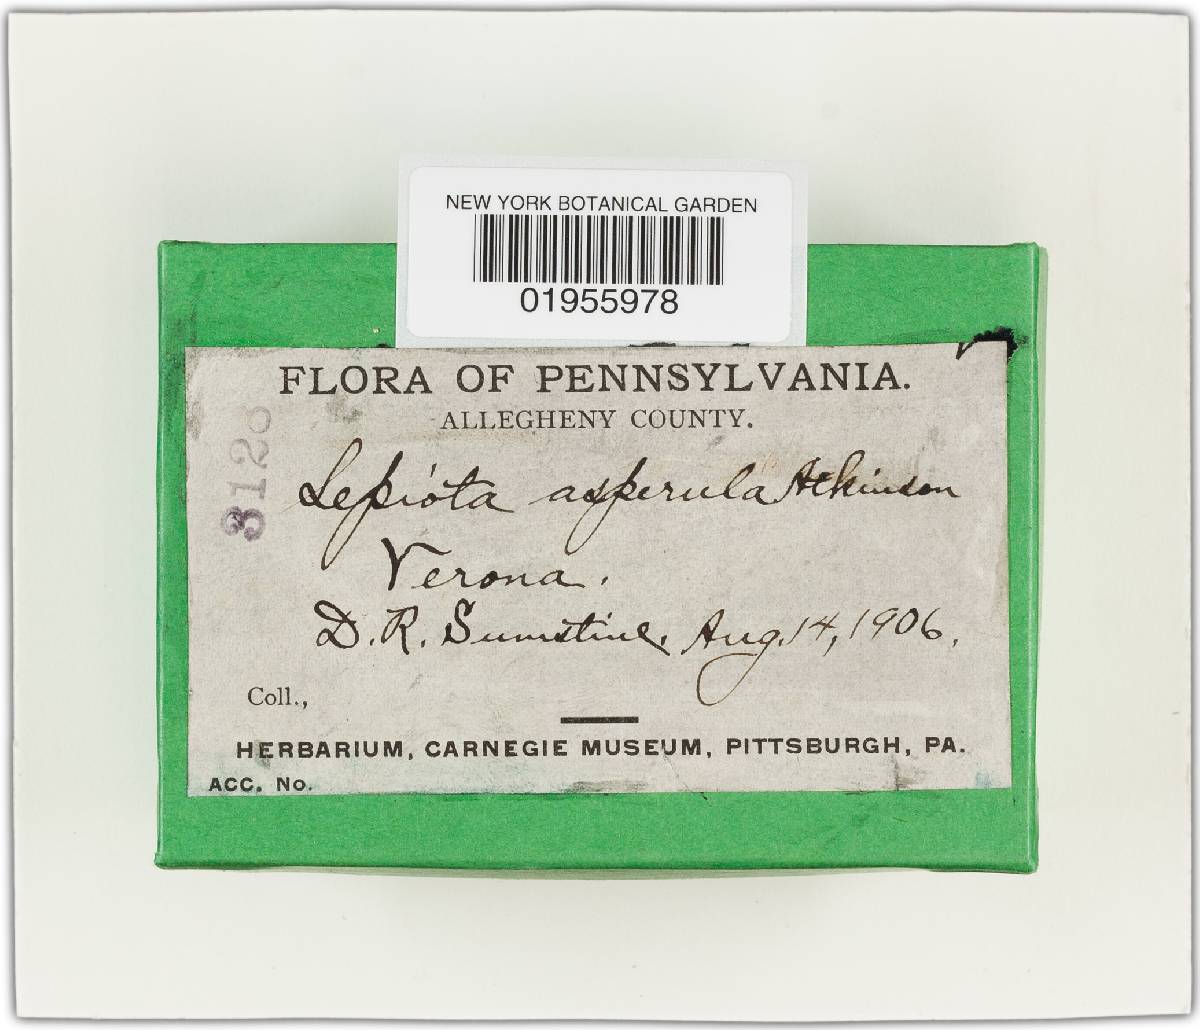 NEW YORK BOTANICAL GARDEN
01955978
FLORA OF PENNSYLVANIA.
ALLEGHENY COUNTY.
3120
Lepiota asperula Atkinson
Verona.
D. R. Sumstine. Aug. 14, 1906.
Coll.,
HERBARIUM, CARNEGIE MUSEUM, PITTSBURGH, PA.
ACC. No.